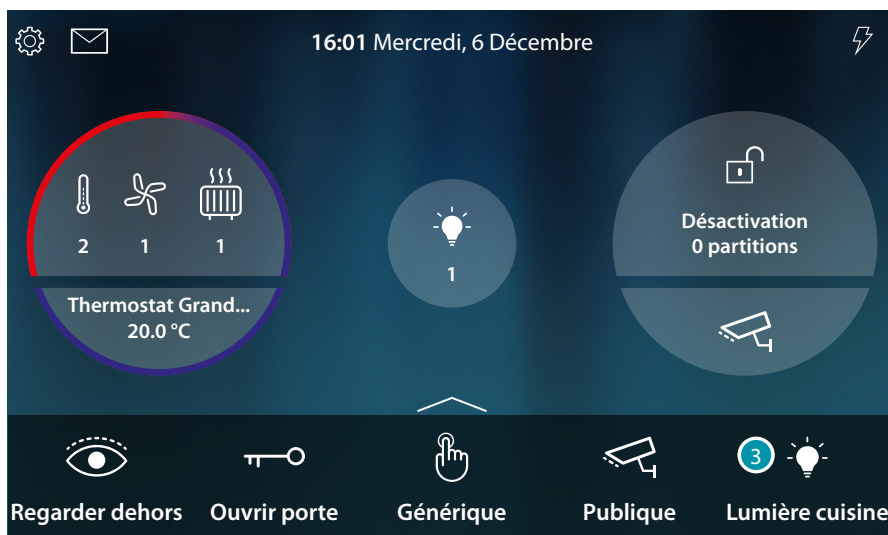 16:01 Mercredi, 6 Décembre
2 1 1
Thermostat Grand...
20.0 °C
1
Désactivation
0 partitions
Regarder dehors
Ouvrir porte
Générique
Publique
3
Lumière cuisine